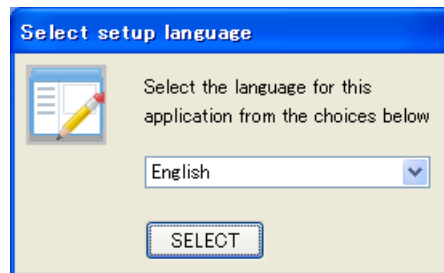 Select setup language
Select the language for this
application from the choices below
English
SELECT